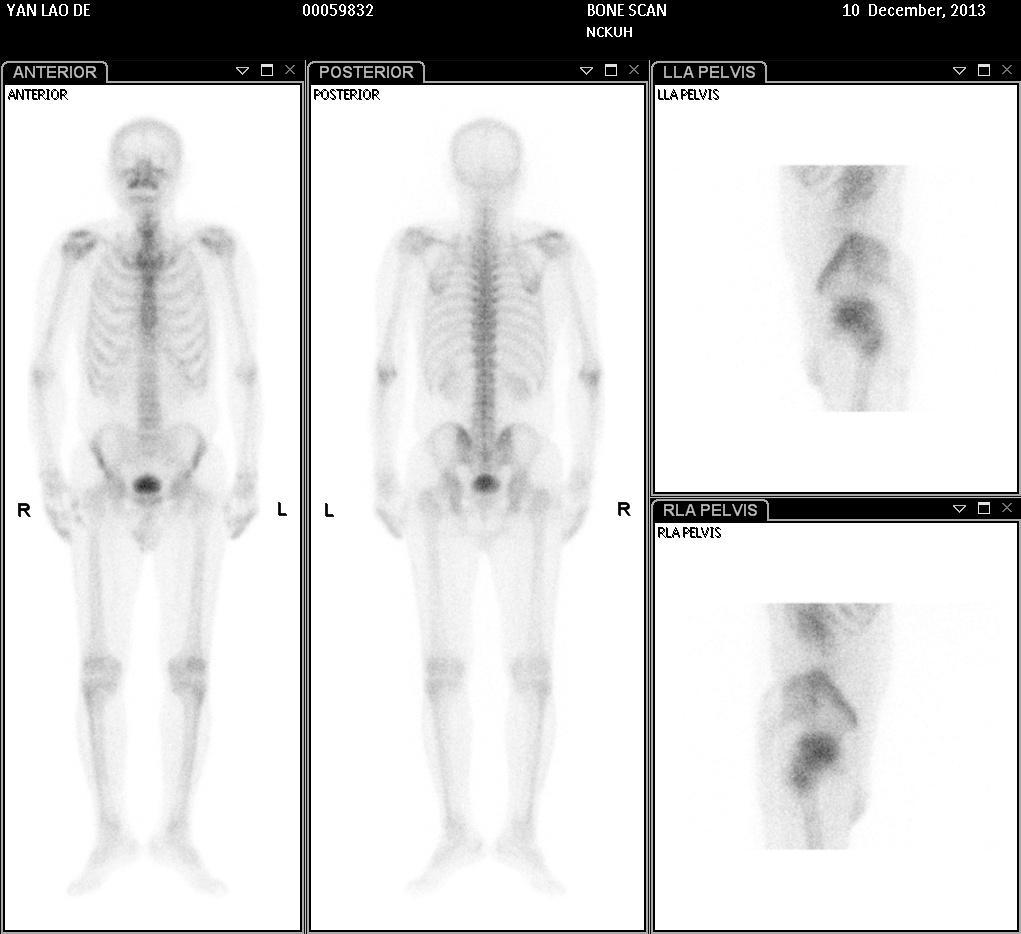 YAN LAO DE 00059832 BONE SCAN 10 December, 2013
NCKUH
ANTERIOR POSTERIOR LLA PELVIS
ANTERIOR POSTERIOR LLA PELVIS
R L L R
RLA PELVIS
RLA PELVIS